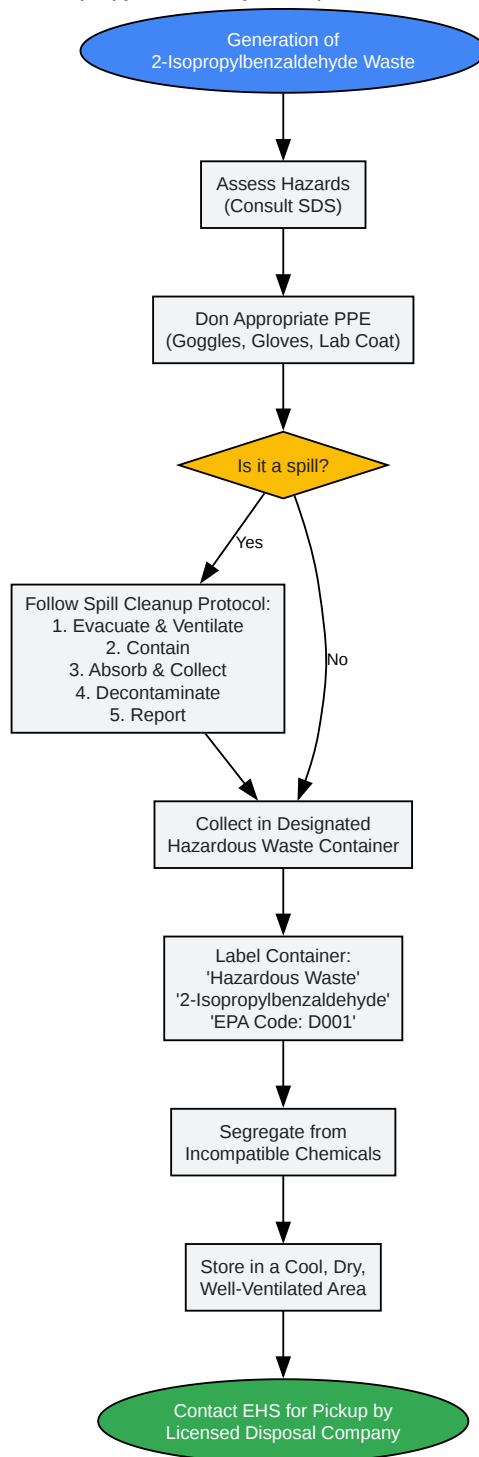 Generation of
2-Isopropylbenzaldehyde Waste
Assess Hazards
(Consult SDS)
Don Appropriate PPE
(Goggles, Gloves, Lab Coat)
Is it a spill?
Yes
No
Follow Spill Cleanup Protocol:
1. Evacuate & Ventilate
2. Contain
3. Absorb & Collect
4. Decontaminate
5. Report
Collect in Designated
Hazardous Waste Container
Label Container:
'Hazardous Waste'
'2-Isopropylbenzaldehyde'
'EPA Code: D001'
Segregate from
Incompatible Chemicals
Store in a Cool, Dry,
Well-Ventilated Area
Contact EHS for Pickup by
Licensed Disposal Company